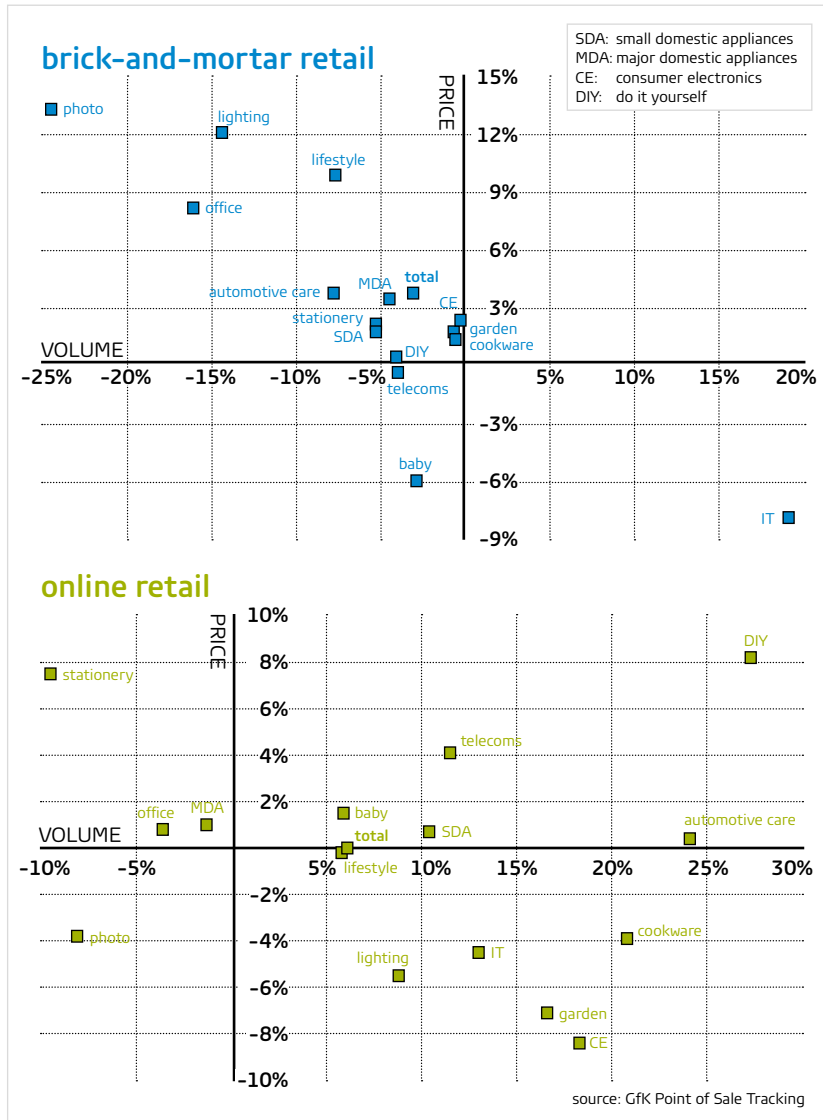 brick-and-mortar retail
SDA: small domestic appliances
MDA: major domestic appliances
CE: consumer electronics
DIY: do it yourself
PRICE
15%
photo
lighting
12%
lifestyle
9%
office
6%
MDA
total
automotive care
CE
3%
stationery
garden
SDA
cookware
VOLUME
DIY
-25%
-20%
-15%
-10%
-5%
5%
10%
15%
20%
telecoms
-3%
baby
-6%
IT
-9%
online retail
PRICE
10%
DIY
8%
stationery
6%
telecoms
4%
2%
office
MDA
baby
automotive care
SDA
VOLUME
total
lifestyle
-10%
-5%
5%
10%
15%
20%
25%
30%
-2%
photo
-4%
cookware
lighting
IT
-6%
garden
-8%
CE
-10%
source: GfK Point of Sale Tracking